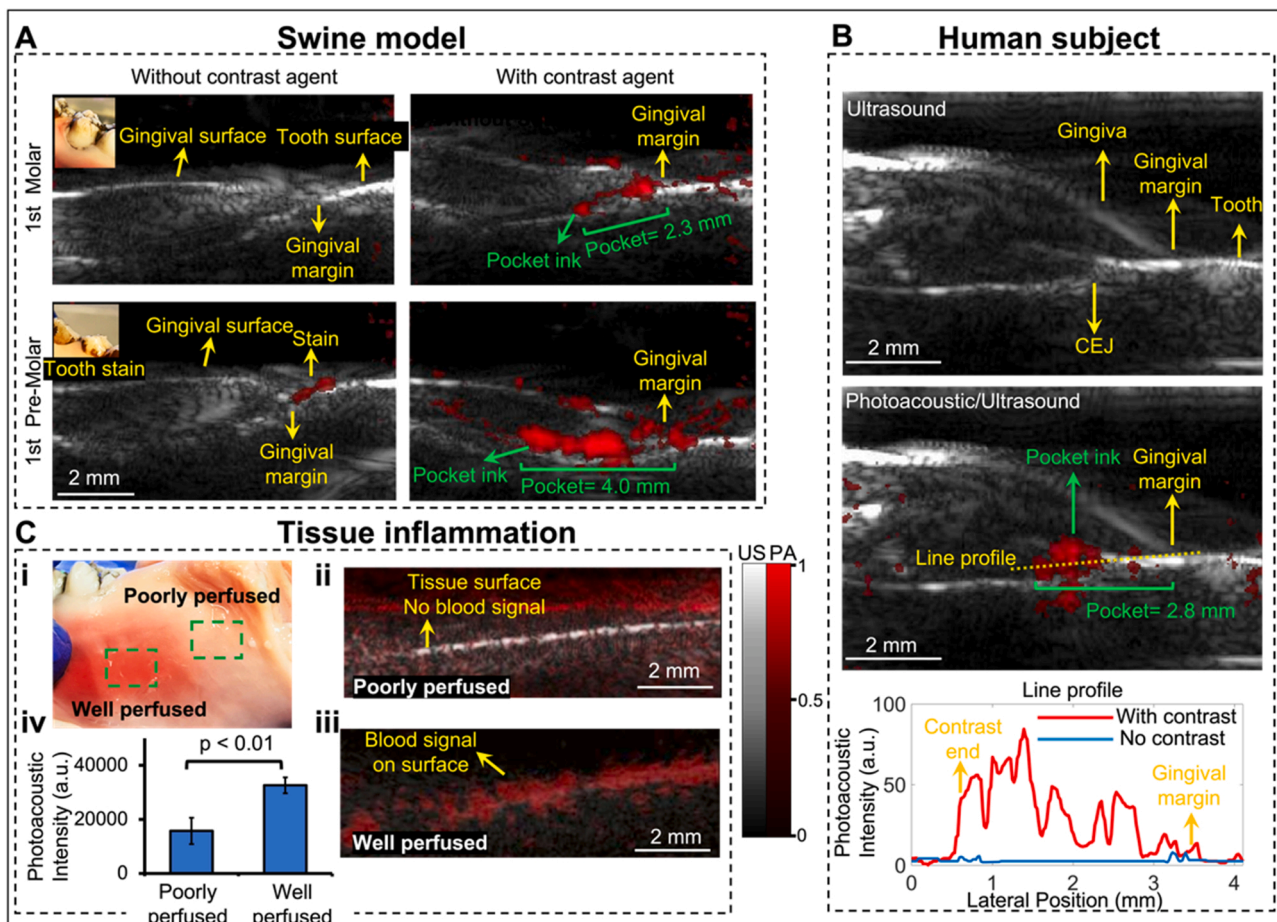 A
Swine model
Without contrast agent
With contrast agent
1st Molar
Gingival surface
Tooth surface
Gingival
margin
Gingival
margin
Pocket ink
Pocket= 2.3 mm
1st Pre-Molar
Tooth stain
Gingival surface
Stain
Gingival
margin
2 mm
Gingival
margin
Pocket ink
Pocket= 4.0 mm
B
Human subject
Ultrasound
Gingiva
Gingival
margin
Tooth
CEJ
2 mm
Photoacoustic/Ultrasound
Pocket ink
Gingival
margin
Line profile
Pocket= 2.8 mm
2 mm
Line profile
With contrast
No contrast
Contrast
end
Gingival
margin
Photoacoustic
Intensity (a.u.)
100
50
0
0
1
2
3
4
Lateral Position (mm)
C
Tissue inflammation
i
Poorly perfused
Well perfused
ii
Tissue surface
No blood signal
Poorly perfused
2 mm
iii
Blood signal
on surface
Well perfused
2 mm
US PA
1
0.5
0
iv
p < 0.01
Photoacoustic
Intensity (a.u.)
40000
20000
0
Poorly
perfused
Well
perfused